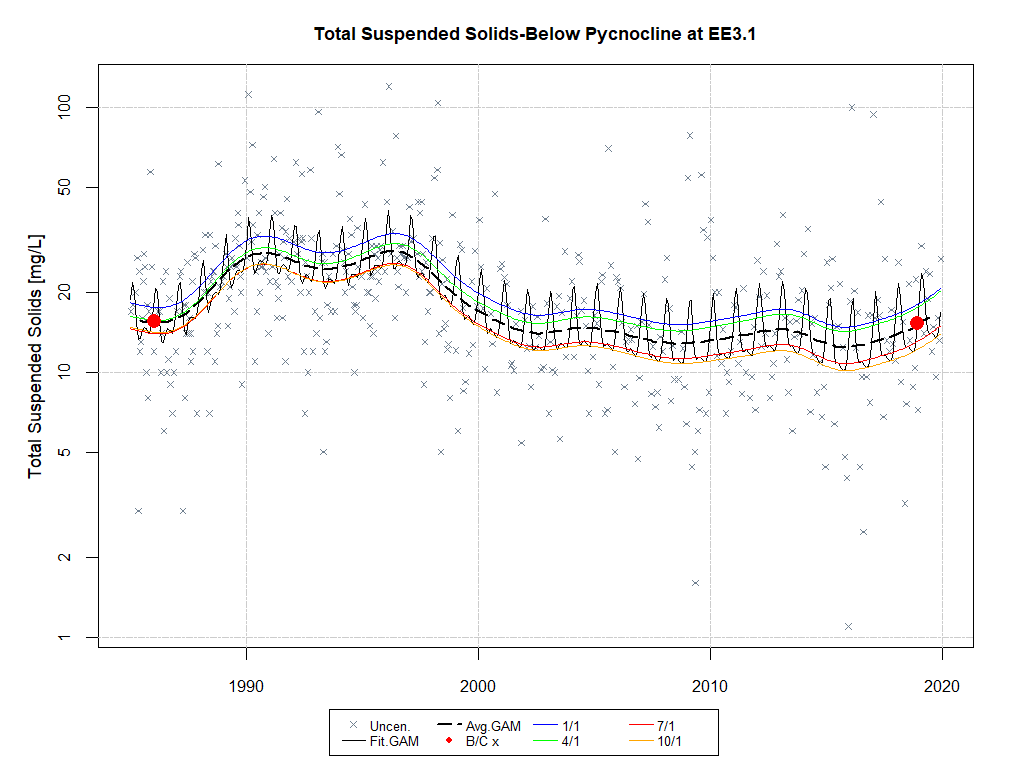 Total Suspended Solids-Below Pycnocline at EE3.1
Total Suspended Solids [mg/L]
100
50
20
10
5
2
1
1990 2000 2010 2020
Uncen. Avg.GAM 1/1 7/1
Fit.GAM B/C x 4/1 10/1